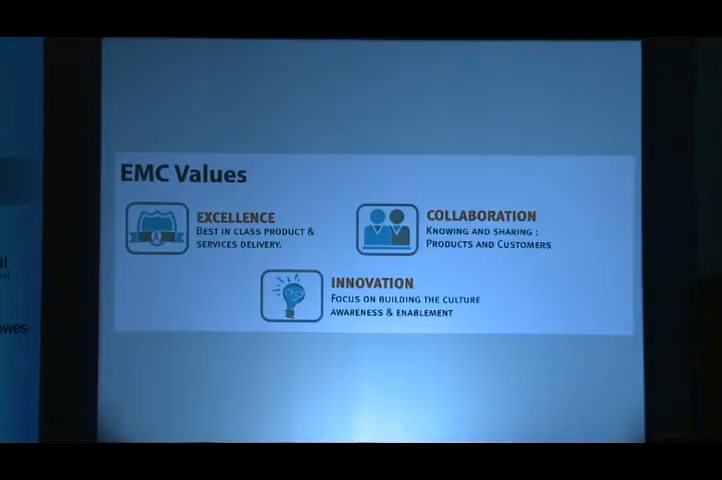 EMC Values
EXCELLENCE
BEST IN CLASS PRODUCT &
SERVICES DELIVERY.
COLLABORATION
KNOWING AND SHARING :
PRODUCTS AND CUSTOMERS
INNOVATION
FOCUS ON BUILDING THE CULTURE
AWARENESS & ENABLEMENT